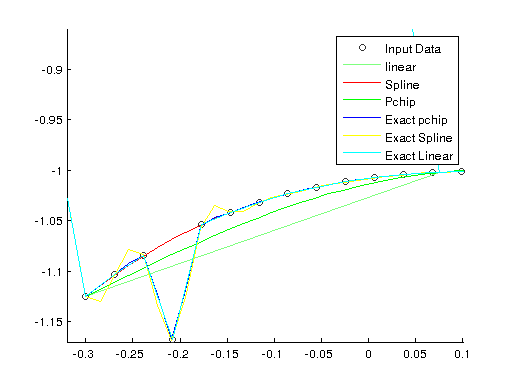 -0.9
-0.95
-1
-1.05
-1.1
-1.15
-0.3
-0.25
-0.2
-0.15
-0.1
-0.05
0
0.05
0.1
Input Data
linear
Spline
Pchip
Exact pchip
Exact Spline
Exact Linear